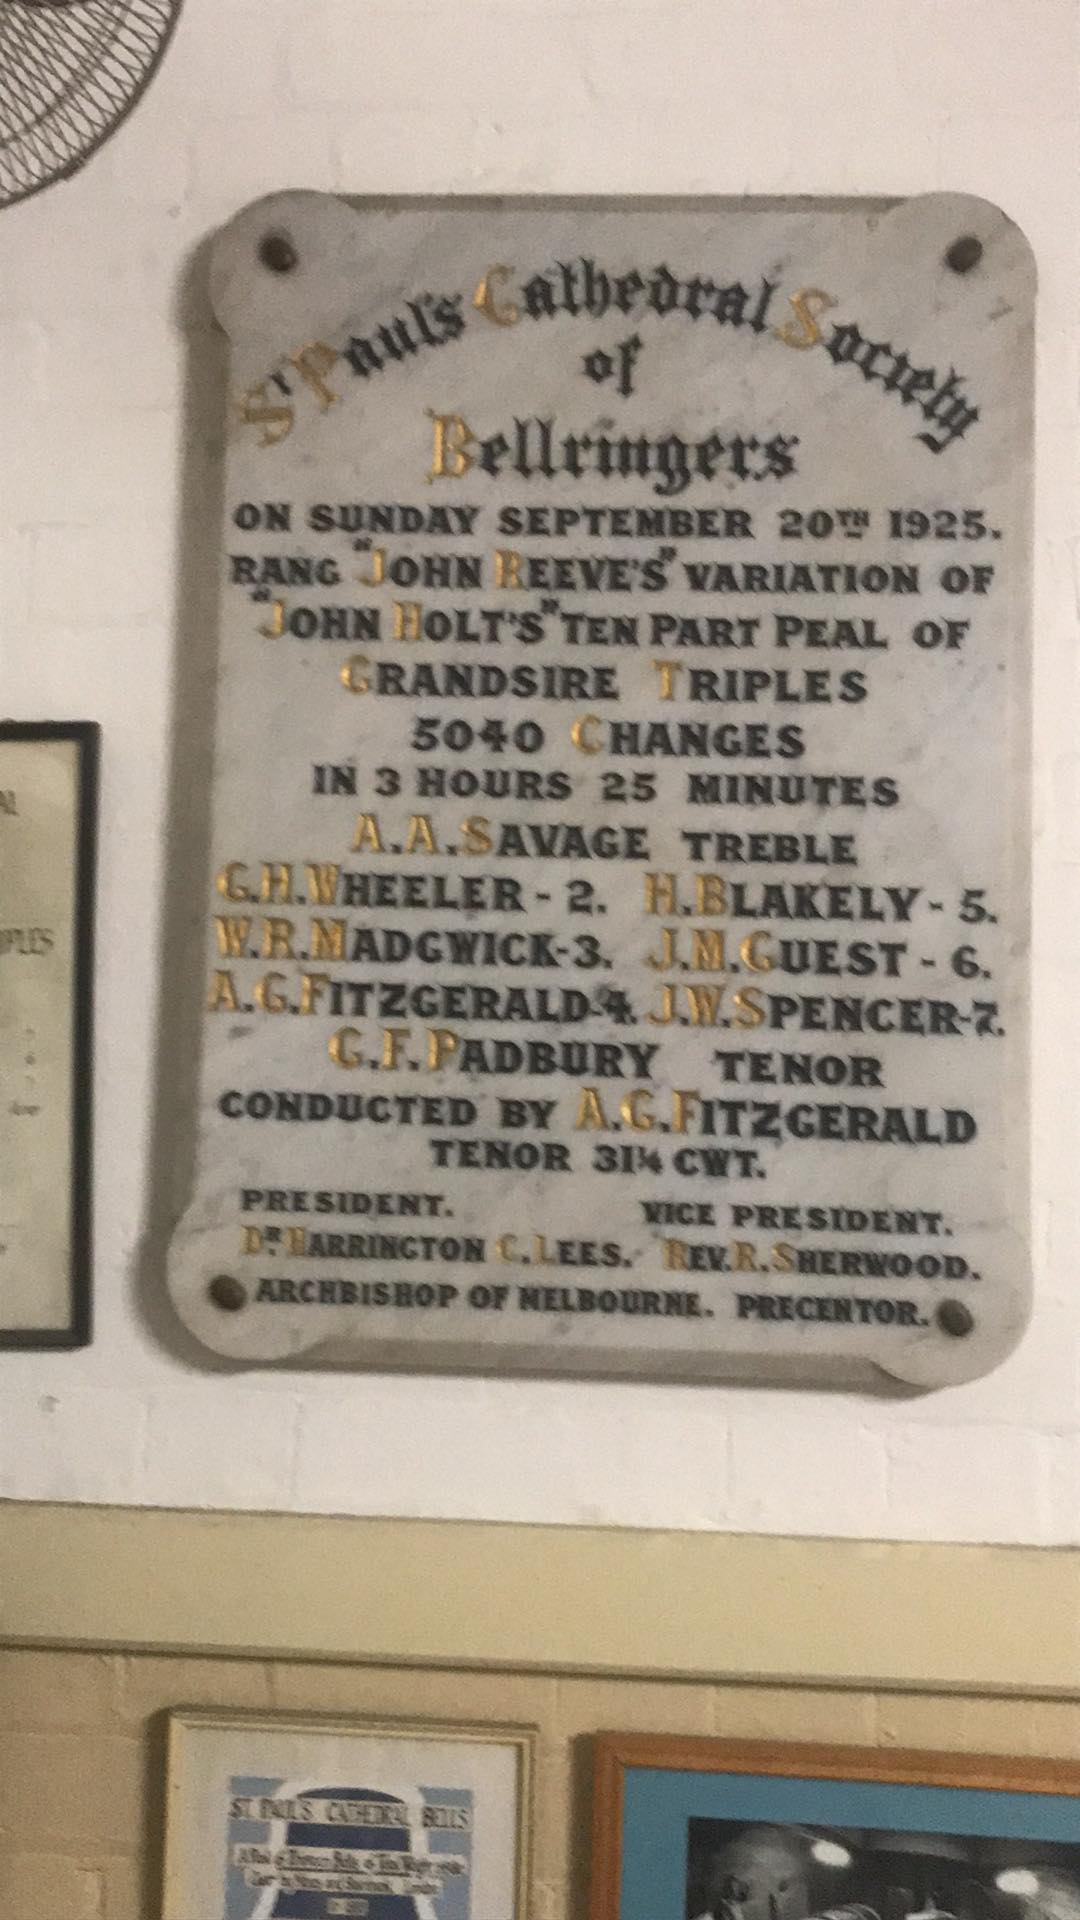 St Paul's Cathedral Society
of
Bellringers
ON SUNDAY SEPTEMBER 20TH 1925.
RANG "JOHN REEVE'S" VARIATION OF
"JOHN HOLT'S" TEN PART PEAL OF
GRANDSIRE TRIPLES
5040 CHANGES
IN 3 HOURS 25 MINUTES
A.A.SAVAGE TREBLE
G.H.WHEELER - 2. H.BLAKELY - 5.
W.R.MADGWICK-3. J.M.GUEST - 6.
A.G.FITZGERALD-4. J.W.SPENCER-7.
G.F.PADBURY TENOR
CONDUCTED BY A.G.FITZGERALD
TENOR 31¼ CWT.
PRESIDENT. VICE PRESIDENT.
DR. HARRINGTON C.LEES. REV.R.SHERWOOD.
ARCHBISHOP OF MELBOURNE. PRECENTOR.
ST. PAUL'S CATHEDRAL BELLS